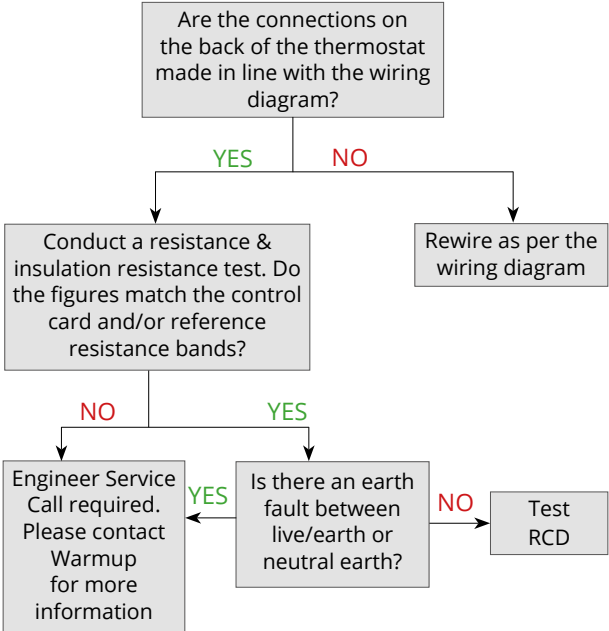 Are the connections on
the back of the thermostat
made in line with the wiring
diagram?
YES
NO
Conduct a resistance &
insulation resistance test. Do
the figures match the control
card and/or reference
resistance bands?
Rewire as per the
wiring diagram
NO
YES
Engineer Service
Call required.
Please contact
Warmup
for more
information
YES
Is there an earth
fault between
live/earth or
neutral earth?
NO
Test
RCD